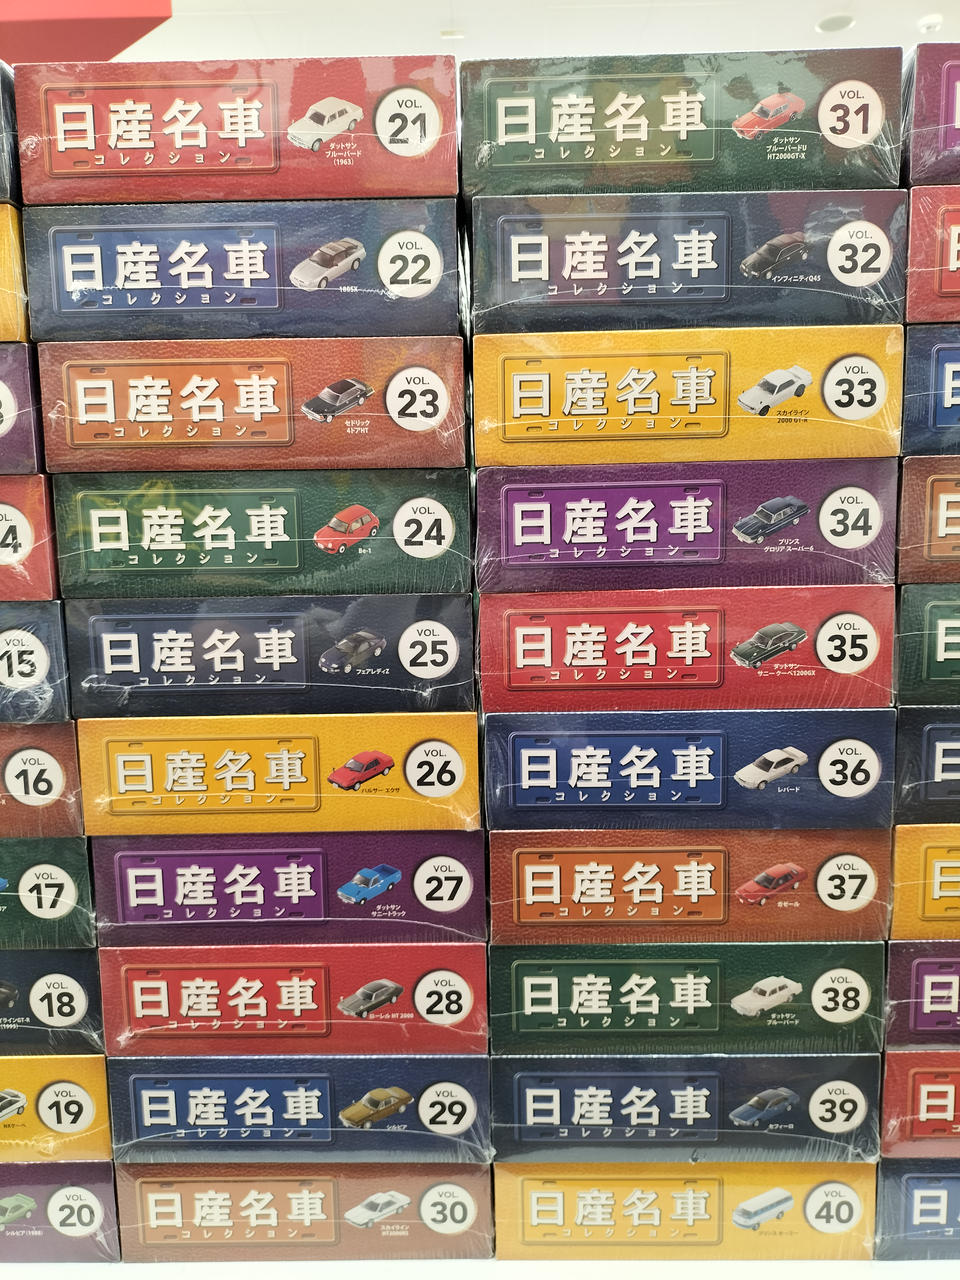 日産名車
コレクション
ダットサン
ブルーバード
(1963)
VOL.
21
日産名車
コレクション
180SX
VOL.
22
日産名車
コレクション
セドリック
4ドアHT
VOL.
23
日産名車
コレクション
Be-1
VOL.
24
日産名車
コレクション
フェアレディZ
VOL.
25
日産名車
コレクション
パルサー エクサ
VOL.
26
日産名車
コレクション
ダットサン
サニートラック
VOL.
27
日産名車
コレクション
ローレル HT 2000
VOL.
28
日産名車
コレクション
シルビア
VOL.
29
日産名車
コレクション
スカイライン
VOL.
30
日産名車
コレクション
ダットサン
ブルーバードU
HT2000GT-X
VOL.
31
日産名車
コレクション
インフィニティQ45
VOL.
32
日産名車
コレクション
スカイライン
2000 GT-R
VOL.
33
日産名車
コレクション
プリンス
グロリア スーパー6
VOL.
34
日産名車
コレクション
ダットサン
サニー クーペ1200GX
VOL.
35
日産名車
コレクション
レパード
VOL.
36
日産名車
コレクション
ガゼール
VOL.
37
日産名車
コレクション
ダットサン
ブルーバード
VOL.
38
日産名車
コレクション
セフィーロ
VOL.
39
日産名車
コレクション
プリンス ホーマー
VOL.
40
VOL.
15
VOL.
16
VOL.
17
(1995)
VOL.
18
NXクーペ
VOL.
19
シルビア(1988)
VOL.
20